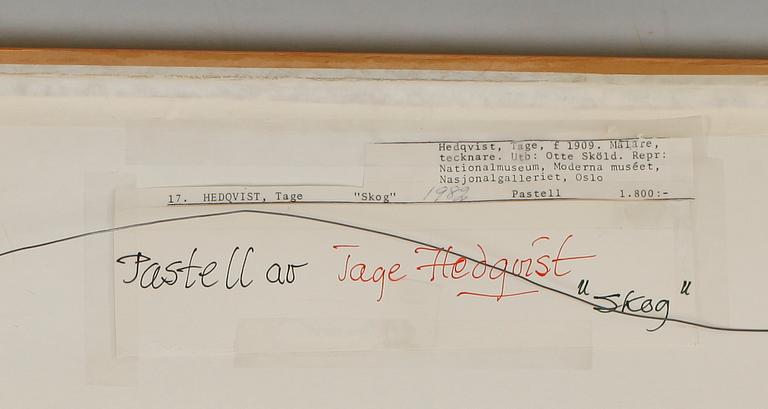 Hedqvist, Tage, f 1909. Målare,
tecknare. Utb: Otte Sköld. Repr:
Nationalmuseum, Moderna muséet,
Nasjonalgalleriet, Oslo
17. HEDQVIST, Tage "Skog" 1982 Pastell 1.800:-
Pastell av Tage Hedqvist
"Skog"